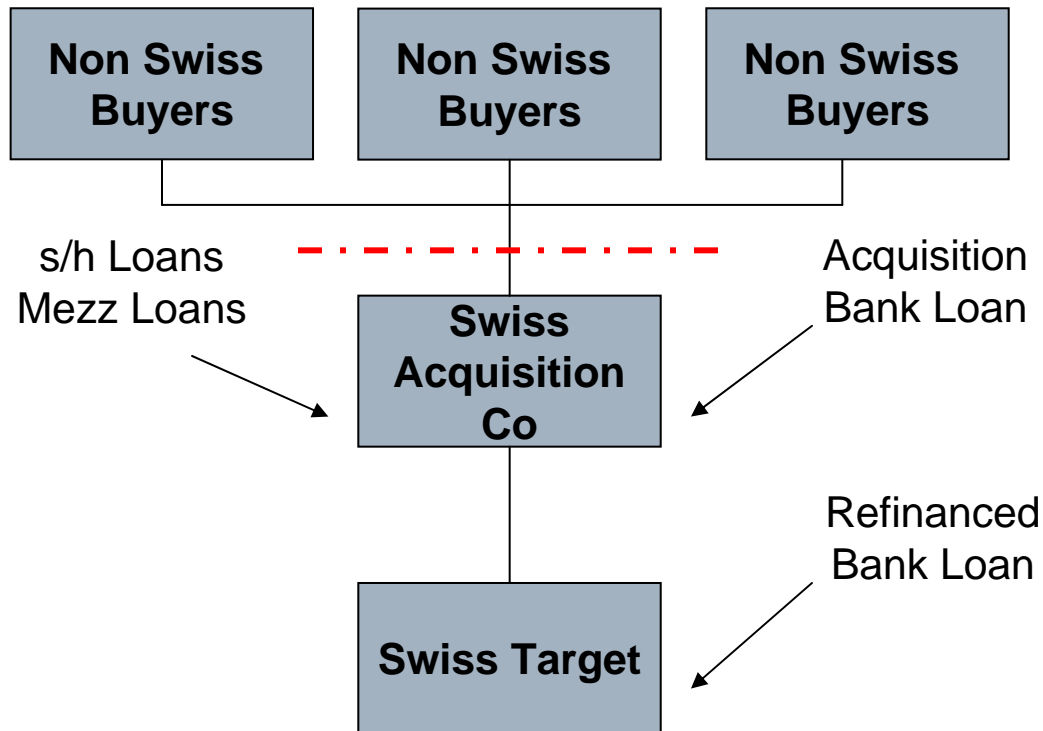 Non Swiss
Buyers
Non Swiss
Buyers
Non Swiss
Buyers
s/h Loans
Mezz Loans
Acquisition
Bank Loan
Swiss
Acquisition
Co
Refinanced
Bank Loan
Swiss Target